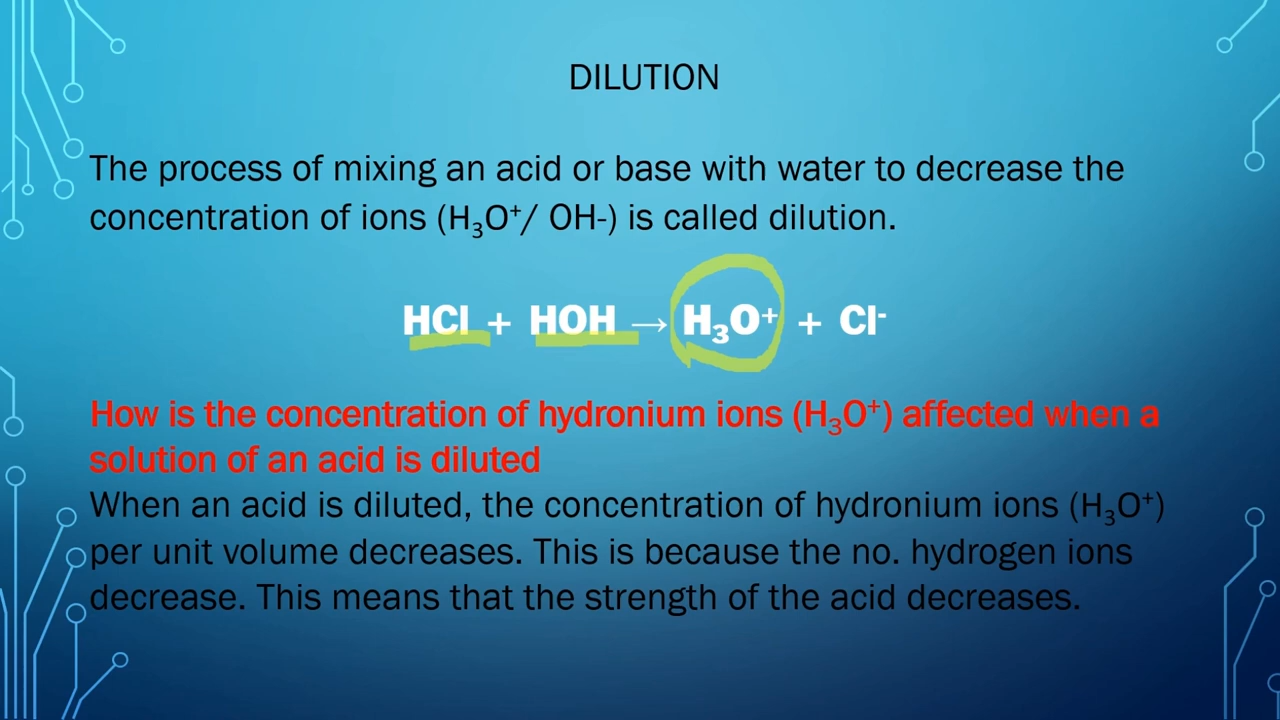 DILUTION
The process of mixing an acid or base with water to decrease the
concentration of ions (H₃O⁺/ OH-) is called dilution.
HCl + HOH → H₃O⁺ + Cl⁻
How is the concentration of hydronium ions (H₃O⁺) affected when a
solution of an acid is diluted
When an acid is diluted, the concentration of hydronium ions (H₃O⁺)
per unit volume decreases. This is because the no. hydrogen ions
decrease. This means that the strength of the acid decreases.